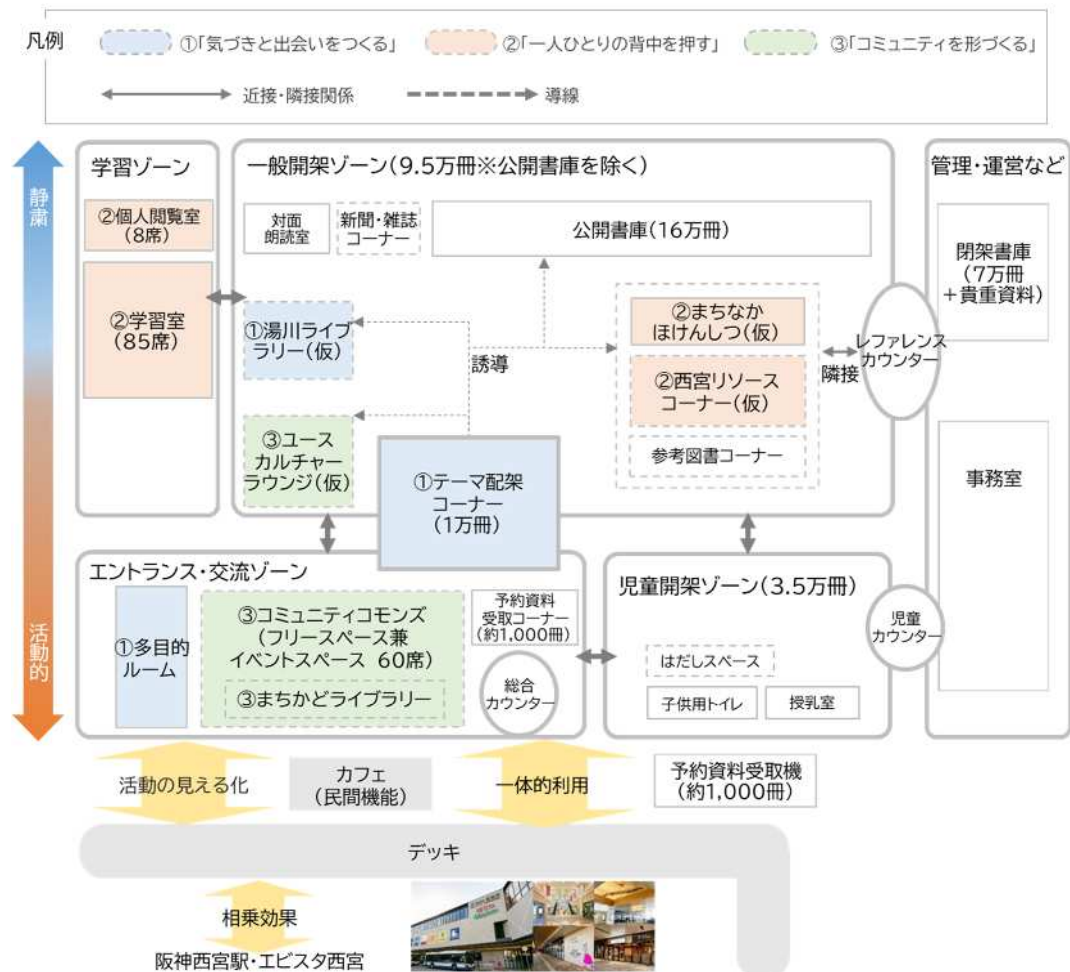 凡例
①「気づきと出会いをつくる」
②「一人ひとりの背中を押す」
③「コミュニティを形づくる」
近接・隣接関係
導線
静粛
活動的
学習ゾーン
②個人閲覧室
(8席)
②学習室
(85席)
一般開架ゾーン(9.5万冊※公開書庫を除く)
対面
朗読室
新聞・雑誌
コーナー
公開書庫(16万冊)
①湯川ライブ
ラリー(仮)
誘導
②まちなか
ほけんしつ(仮)
②西宮リソース
コーナー(仮)
参考図書コーナー
隣接
③ユース
カルチャー
ラウンジ(仮)
①テーマ配架
コーナー
(1万冊)
管理・運営など
閉架書庫
(7万冊
+貴重資料)
レファレンス
カウンター
事務室
エントランス・交流ゾーン
①多目的
ルーム
③コミュニティコモンズ
(フリースペース兼
イベントスペース 60席)
③まちかどライブラリー
予約資料
受取コーナー
(約1,000冊)
総合
カウンター
児童開架ゾーン(3.5万冊)
はだしスペース
子供用トイレ
授乳室
児童
カウンター
活動の見える化
カフェ
(民間機能)
一体的利用
予約資料受取機
(約1,000冊)
デッキ
相乗効果
阪神西宮駅・エビスタ西宮